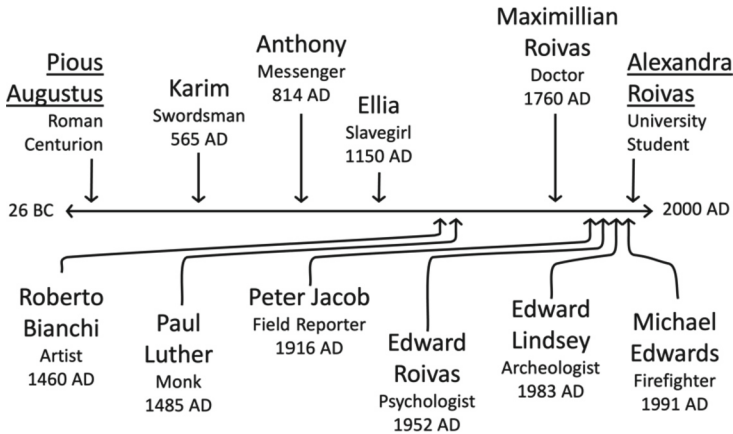 Pious
Augustus
Roman
Centurion
Karim
Swordsman
565 AD
Anthony
Messenger
814 AD
Ellia
Slavegirl
1150 AD
Maximillian
Roivas
Doctor
1760 AD
Alexandra
Roivas
University
Student
26 BC
2000 AD
Roberto
Bianchi
Artist
1460 AD
Paul
Luther
Monk
1485 AD
Peter Jacob
Field Reporter
1916 AD
Edward
Roivas
Psychologist
1952 AD
Edward
Lindsey
Archeologist
1983 AD
Michael
Edwards
Firefighter
1991 AD